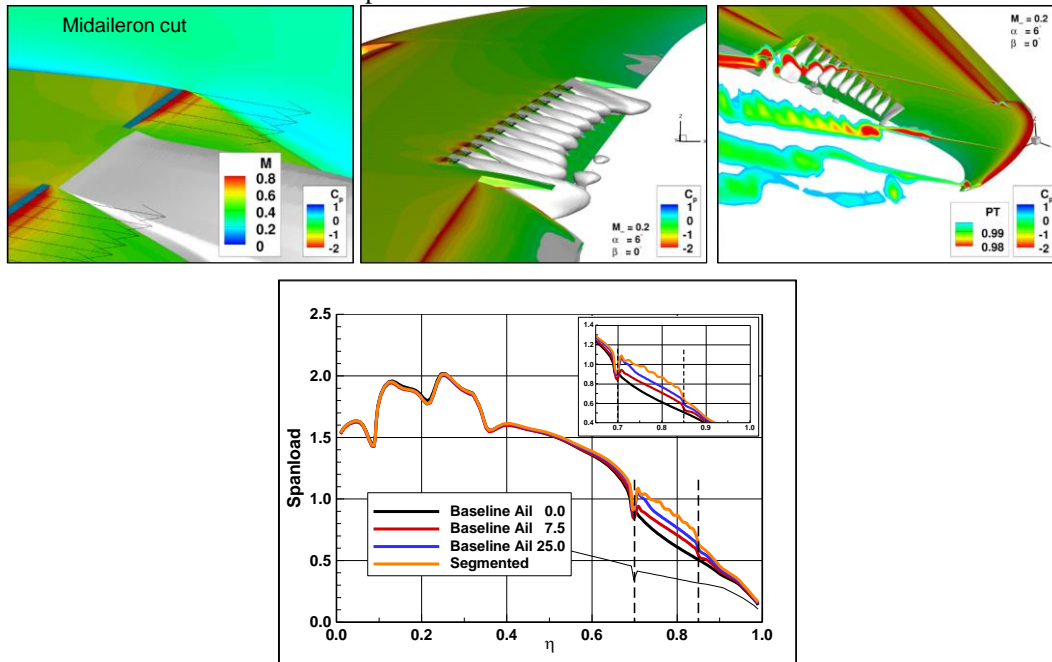 Midaileron cut
M
0.8
0.6
0.4
0.2
0
Cp
1
0
-1
-2
M∞ = 0.2
α = 6°
β = 0°
z
x
Cp
1
0
-1
-2
M∞ = 0.2
α = 6°
β = 0°
z
PT
0.99
0.98
Cp
1
0
-1
-2
Spanload
2.5
2.0
1.5
1.0
0.5
0.0
0.0
0.2
0.4
0.6
0.8
1.0
η
Baseline Ail 0.0
Baseline Ail 7.5
Baseline Ail 25.0
Segmented
1.4
1.2
1.0
0.8
0.6
0.4
0.7
0.8
0.9
1.0